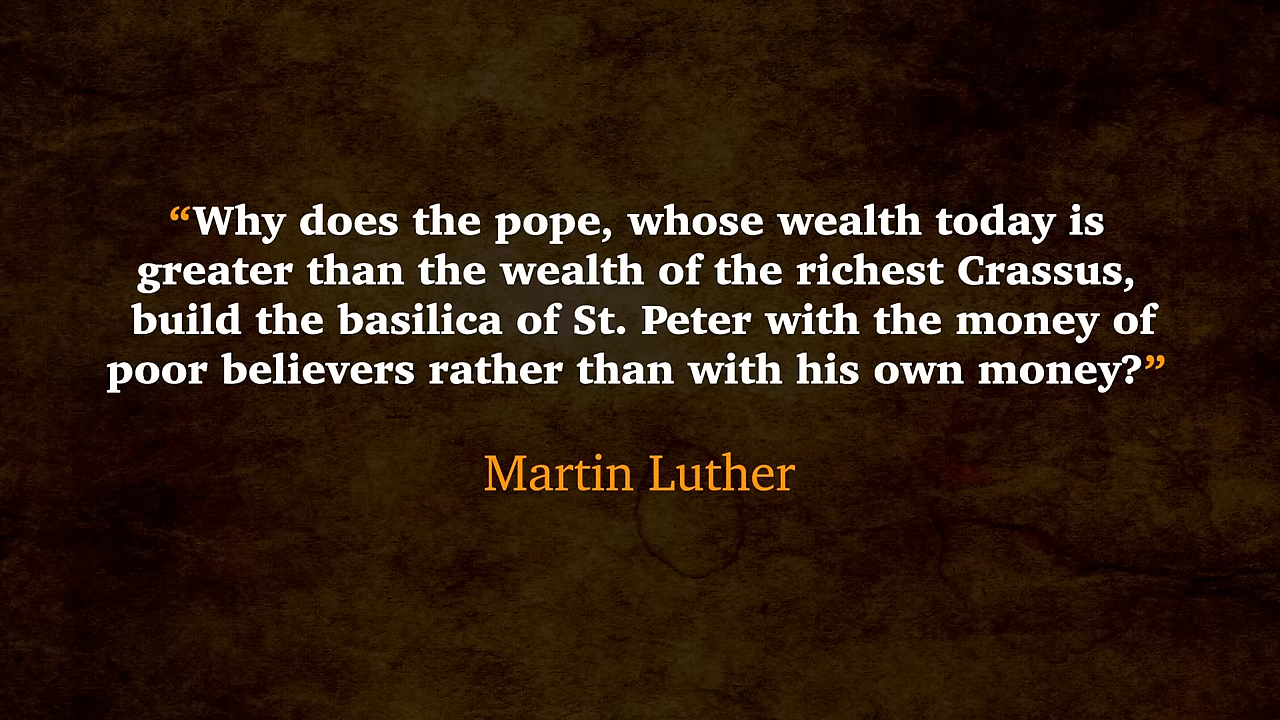 “Why does the pope, whose wealth today is
greater than the wealth of the richest Crassus,
build the basilica of St. Peter with the money of
poor believers rather than with his own money?”
Martin Luther